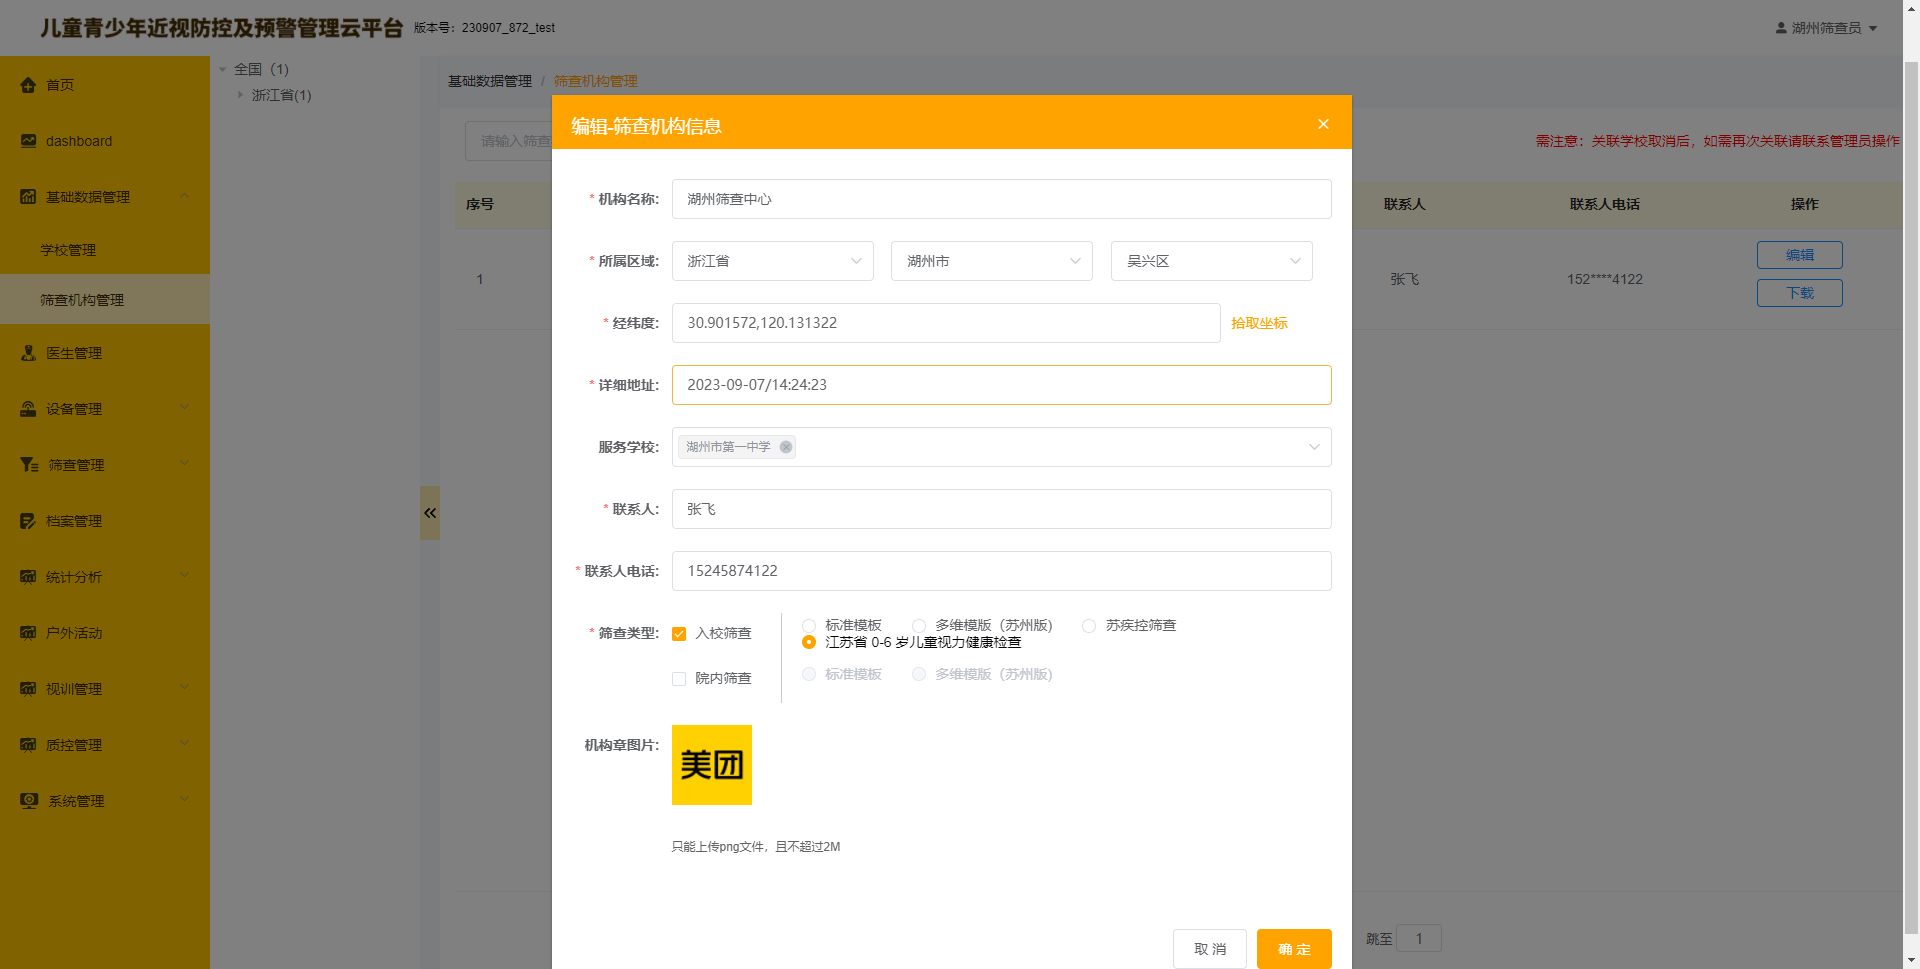 儿童青少年近视防控及预警管理云平台 版本号：230907_872_test
湖州筛查员
首页
dashboard
基础数据管理
学校管理
筛查机构管理
医生管理
设备管理
筛查管理
档案管理
统计分析
户外活动
视训管理
质控管理
系统管理
全国（1）
浙江省(1)
基础数据管理 / 筛查机构管理
请输入筛查
需注意：关联学校取消后，如需再次关联请联系管理员操作
序号 联系人 联系人电话 操作
1 张飞 152****4122 编辑
下载
跳至 1
编辑-筛查机构信息
* 机构名称: 湖州筛查中心
* 所属区域: 浙江省 湖州市 吴兴区
* 经纬度: 30.901572,120.131322 拾取坐标
* 详细地址: 2023-09-07/14:24:23
服务学校: 湖州市第一中学
* 联系人: 张飞
* 联系人电话: 15245874122
* 筛查类型: 入校筛查 标准模板 多维模版（苏州版) 苏疾控筛查
江苏省 0-6 岁儿童视力健康检查
院内筛查 标准模板 多维模版（苏州版)
机构章图片:
美团
只能上传png文件，且不超过2M
取 消 确 定